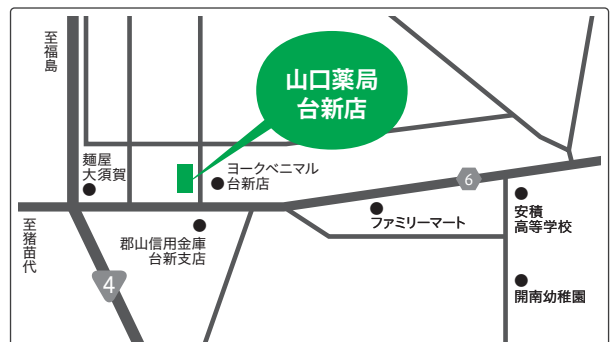 至福島
山口薬局
台新店
麺屋
大須賀
ヨークベニマル
台新店
6
至猪苗代
郡山信用金庫
台新支店
ファミリーマート
安積
高等学校
4
開南幼稚園